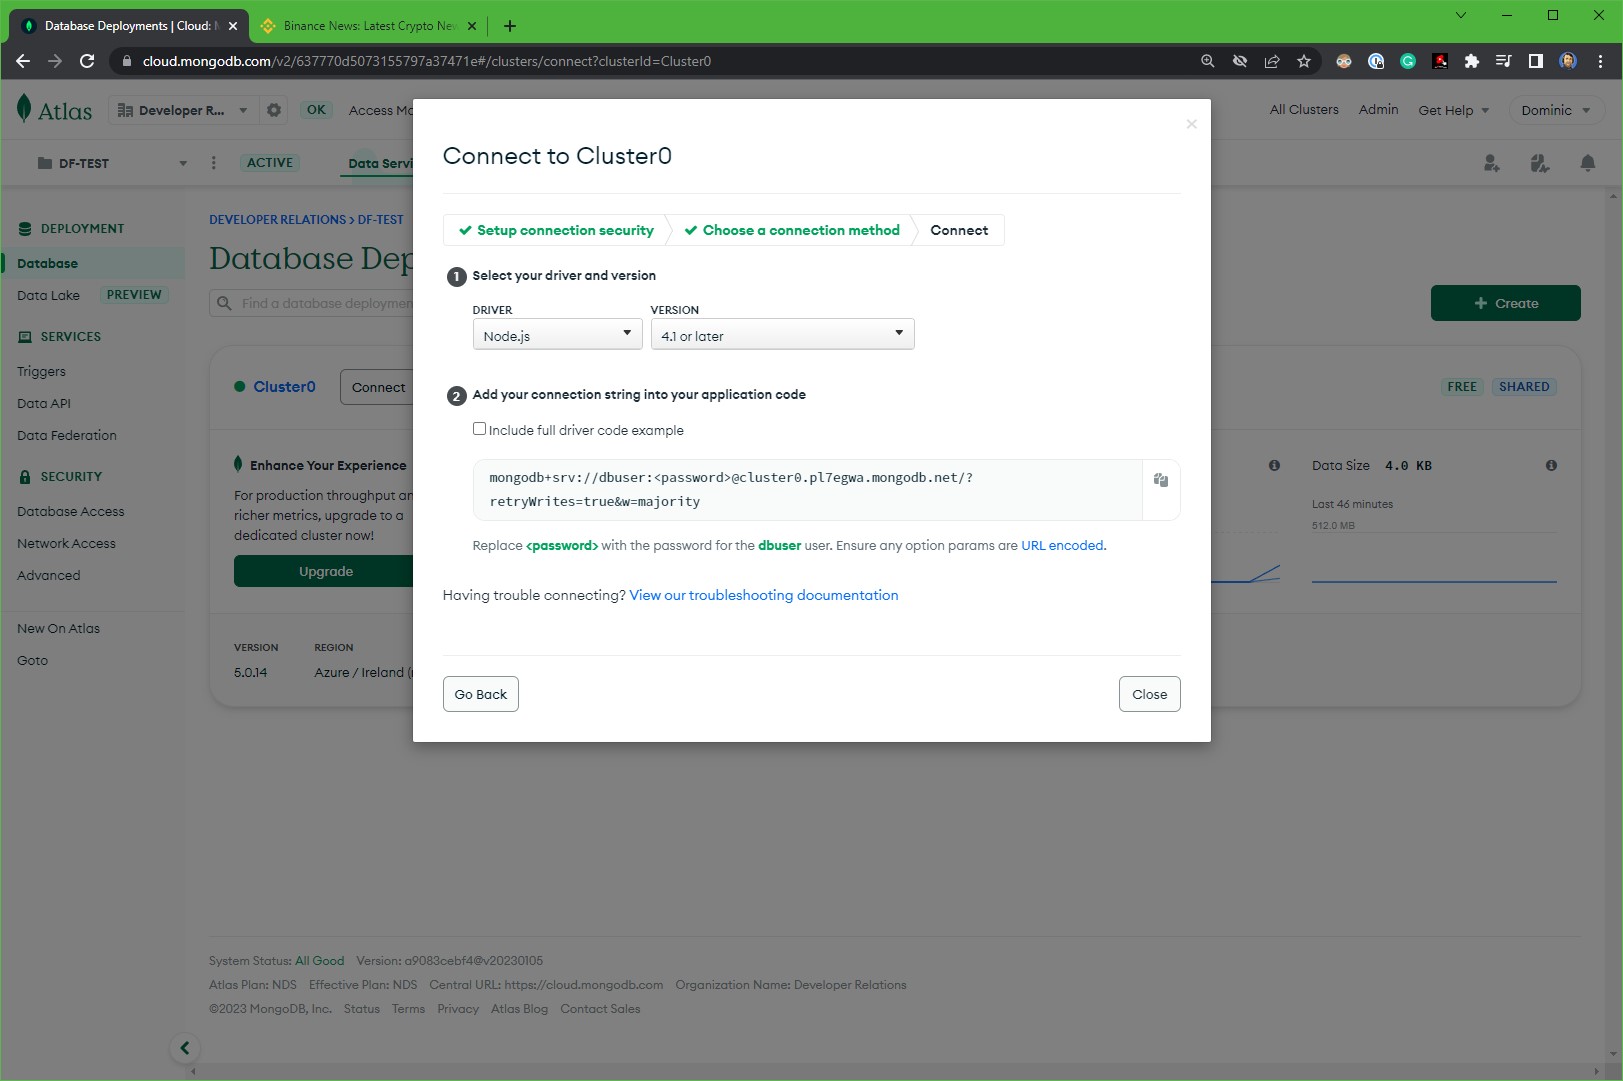 Database Deployments | Cloud: M
Binance News: Latest Crypto New
cloud.mongodb.com/v2/637770d5073155797a37471e#/clusters/connect?clusterId=Cluster0
Atlas
Developer R...
OK
Access Ma
All Clusters
Admin
Get Help
Dominic
DF-TEST
ACTIVE
Data Servi
DEPLOYMENT
Database
Data Lake PREVIEW
SERVICES
Triggers
Data API
Data Federation
SECURITY
Database Access
Network Access
Advanced
New On Atlas
Goto
DEVELOPER RELATIONS > DF-TEST
Database Dep
Find a database deploymen
+ Create
Cluster0
Connect
FREE
SHARED
Enhance Your Experience
For production throughput an
richer metrics, upgrade to a
dedicated cluster now!
Upgrade
Data Size 4.0 KB
Last 46 minutes
512.0 MB
VERSION
5.0.14
REGION
Azure / Ireland (
Connect to Cluster0
Setup connection security
Choose a connection method
Connect
1 Select your driver and version
DRIVER
VERSION
Node.js
4.1 or later
2 Add your connection string into your application code
Include full driver code example
mongodb+srv://dbuser:<password>@cluster0.pl7egwa.mongodb.net/?
retryWrites=true&w=majority
Replace <password> with the password for the dbuser user. Ensure any option params are URL encoded.
Having trouble connecting? View our troubleshooting documentation
Go Back
Close
System Status: All Good Version: a9083cebf4@v20230105
Atlas Plan: NDS Effective Plan: NDS Central URL: https://cloud.mongodb.com Organization Name: Developer Relations
©2023 MongoDB, Inc. Status Terms Privacy Atlas Blog Contact Sales